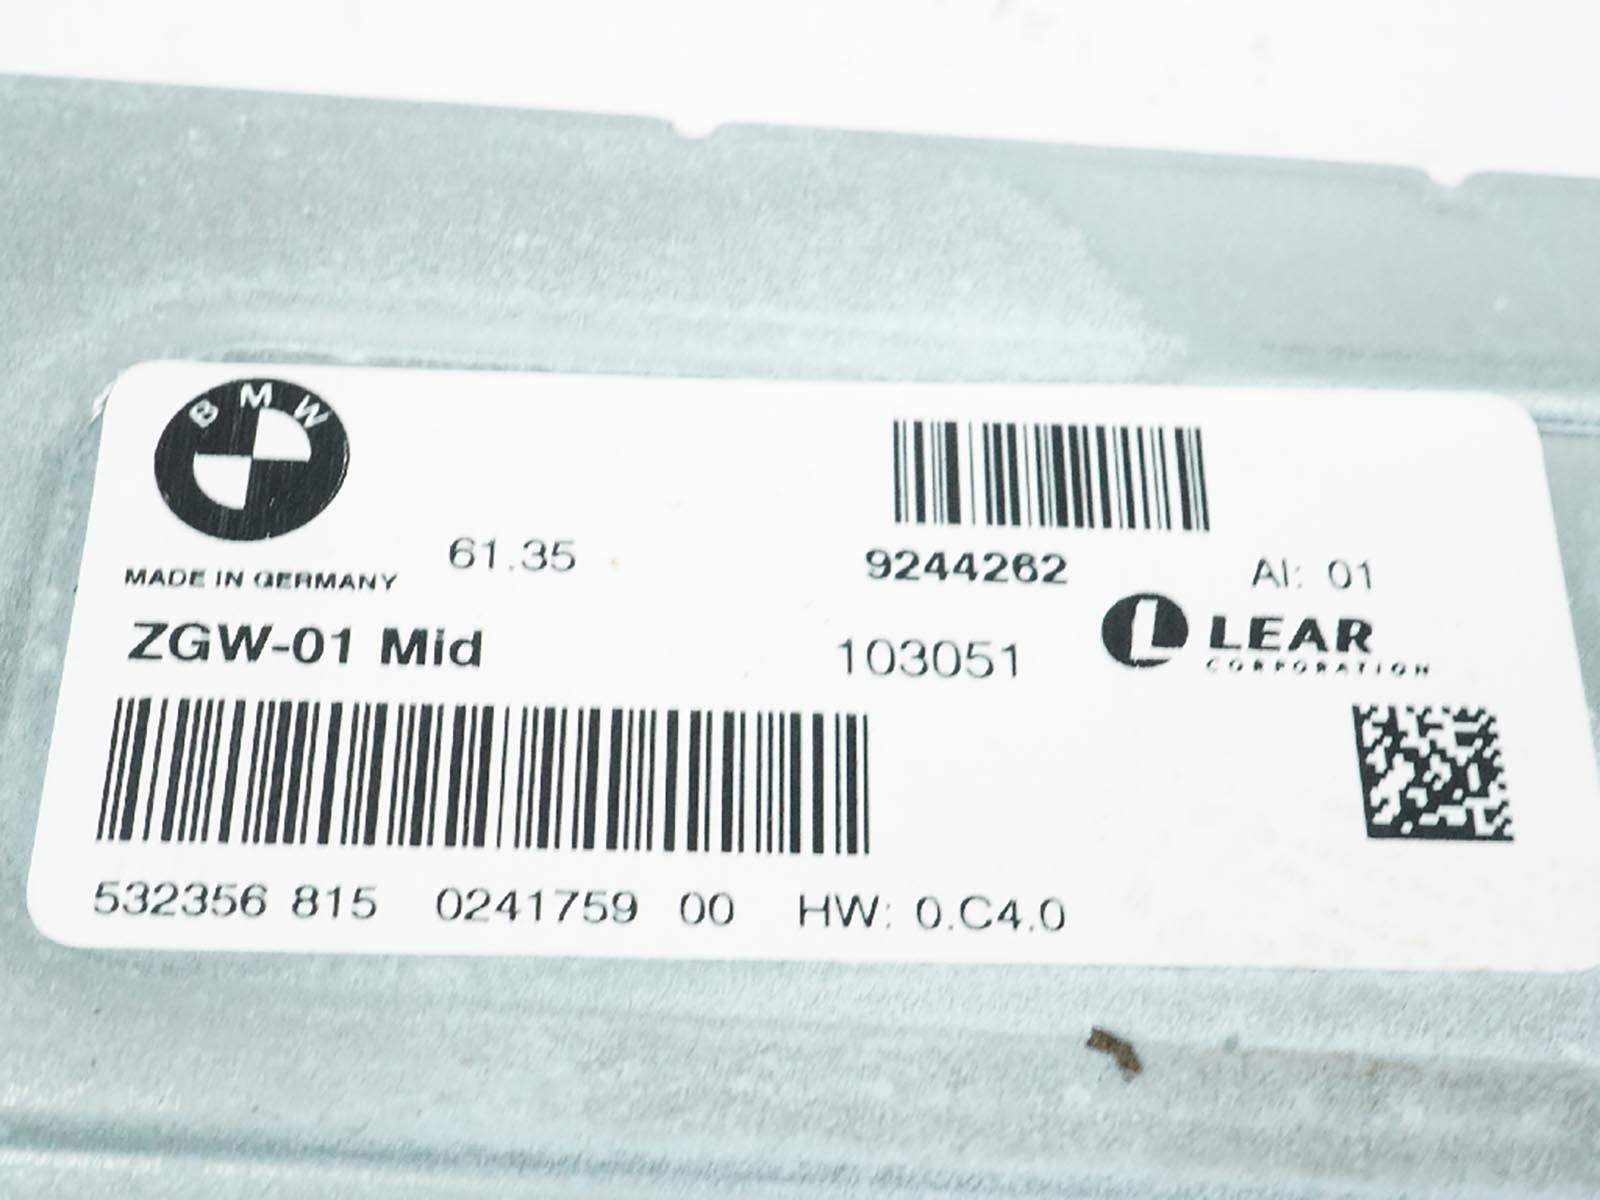 BMW
61.35
9244262
AI: 01
MADE IN GERMANY
ZGW-01 Mid
103051
LEAR
CORPORATION
532356 815 0241759 00 HW: 0.C4.0